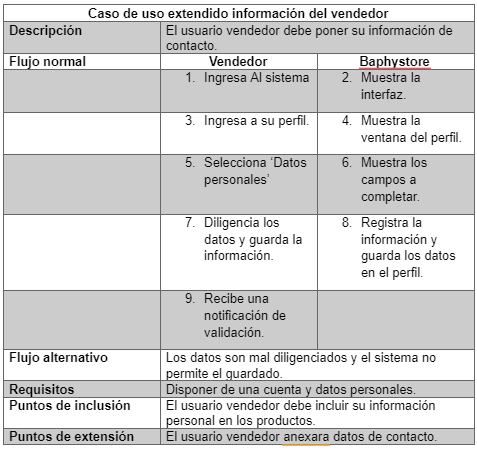 Caso de uso extendido información del vendedor
Descripción El usuario vendedor debe poner su información de
contacto.
Flujo normal Vendedor Baphystore
1. Ingresa Al sistema 2. Muestra la
interfaz.
3. Ingresa a su perfil. 4. Muestra la
ventana del perfil.
5. Selecciona ‘Datos 6. Muestra los
personales’ campos a
completar.
7. Diligencia los 8. Registra la
datos y guarda la información y
información. guarda los datos
en el perfil.
9. Recibe una
notificación de
validación.
Flujo alternativo Los datos son mal diligenciados y el sistema no
permite el guardado.
Requisitos Disponer de una cuenta y datos personales.
Puntos de inclusión El usuario vendedor debe incluir su información
personal en los productos.
Puntos de extensión El usuario vendedor anexara datos de contacto.